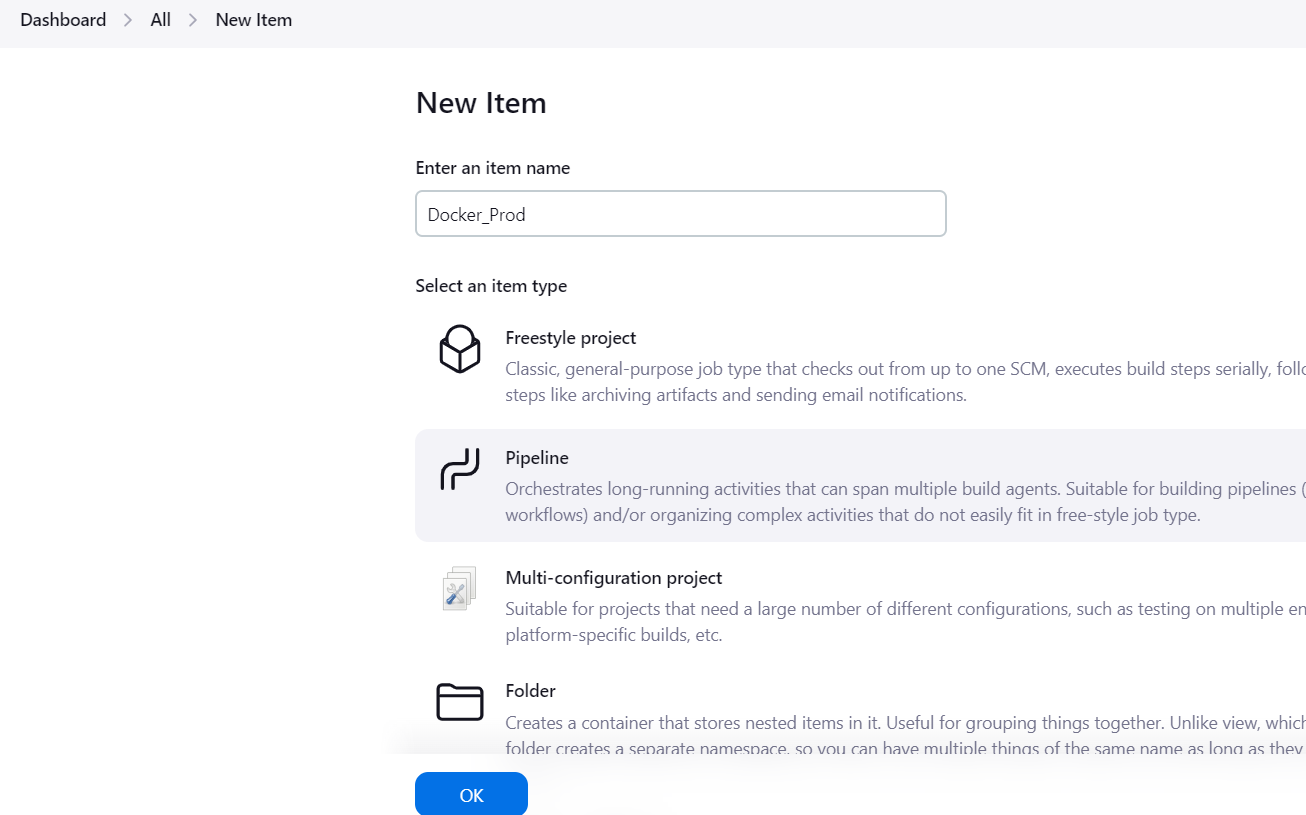 Dashboard > All > New Item
New Item
Enter an item name
Docker_Prod
Select an item type
Freestyle project
Classic, general-purpose job type that checks out from up to one SCM, executes build steps serially,
steps like archiving artifacts and sending email notifications.
Pipeline
Orchestrates long-running activities that can span multiple build agents. Suitable for building pipelines (
workflows) and/or organizing complex activities that do not easily fit in free-style job type.
Multi-configuration project
Suitable for projects that need a large number of different configurations, such as testing on multiple
platform-specific builds, etc.
Folder
Creates a container that stores nested items in it. Useful for grouping things together. Unlike view,
folder creates a separate namespace, so you can have multiple things of the same name as long as they
OK